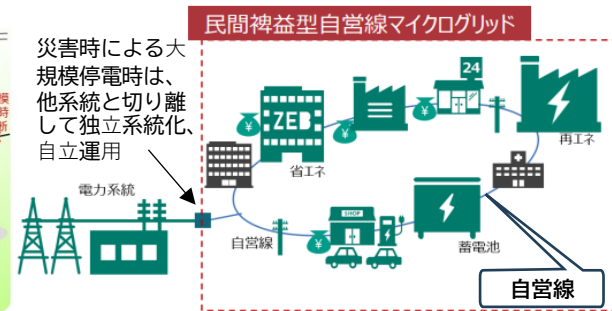 民間裨益型自営線マイクログリッド
災害時による大
規模停電時は、
他系統と切り離
して独立系統化、
自立運用
模
時
断
24
ZEB
¥
¥
¥
再エネ
省エネ
電力系統
SHOP
¥
自営線
蓄電池
自営線